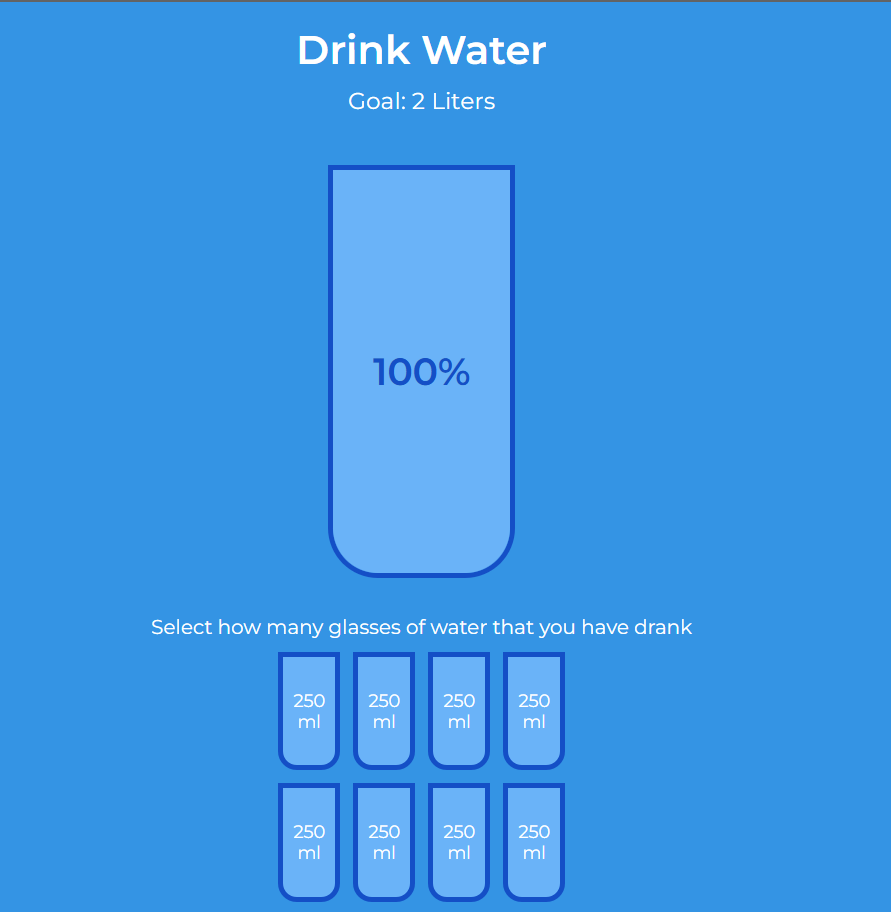 Drink Water
Goal: 2 Liters
100%
Select how many glasses of water that you have drank
250 250 250 250
ml ml ml ml
250 250 250 250
ml ml ml ml